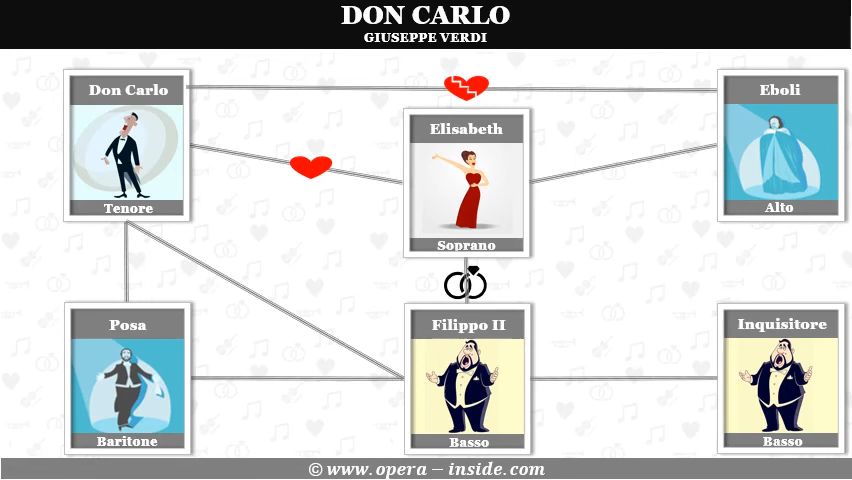 DON CARLO
GIUSEPPE VERDI
Don Carlo
Tenore
Elisabeth
Soprano
Eboli
Alto
Posa
Baritone
Filippo II
Basso
Inquisitore
Basso
© www.opera – inside.com